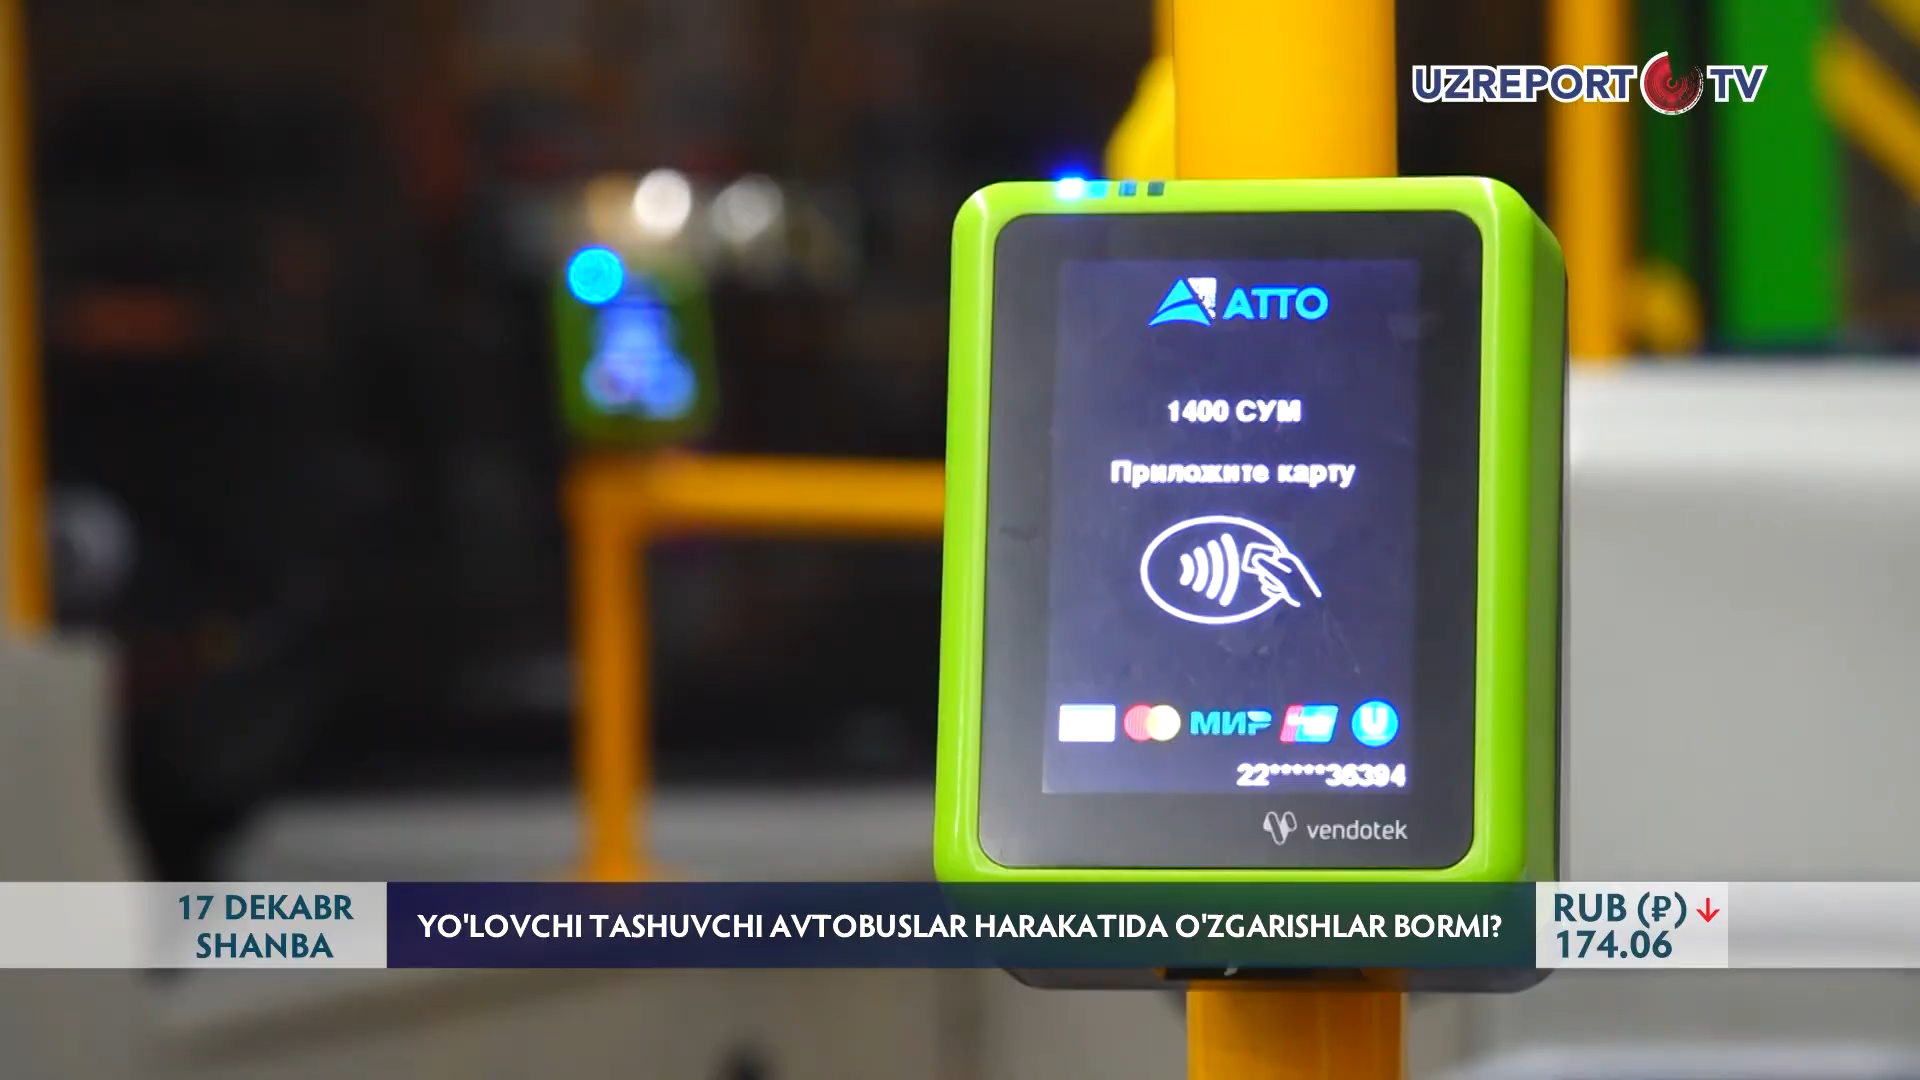 UZREPORT TV
ATTO
1400 СУМ
Приложите карту
МИР
U
22*****36394
vendotek
17 DEKABR
SHANBA
YO'LOVCHI TASHUVCHI AVTOBUSLAR HARAKATIDA O'ZGARISHLAR BORMI?
RUB (₽) ↓
174.06